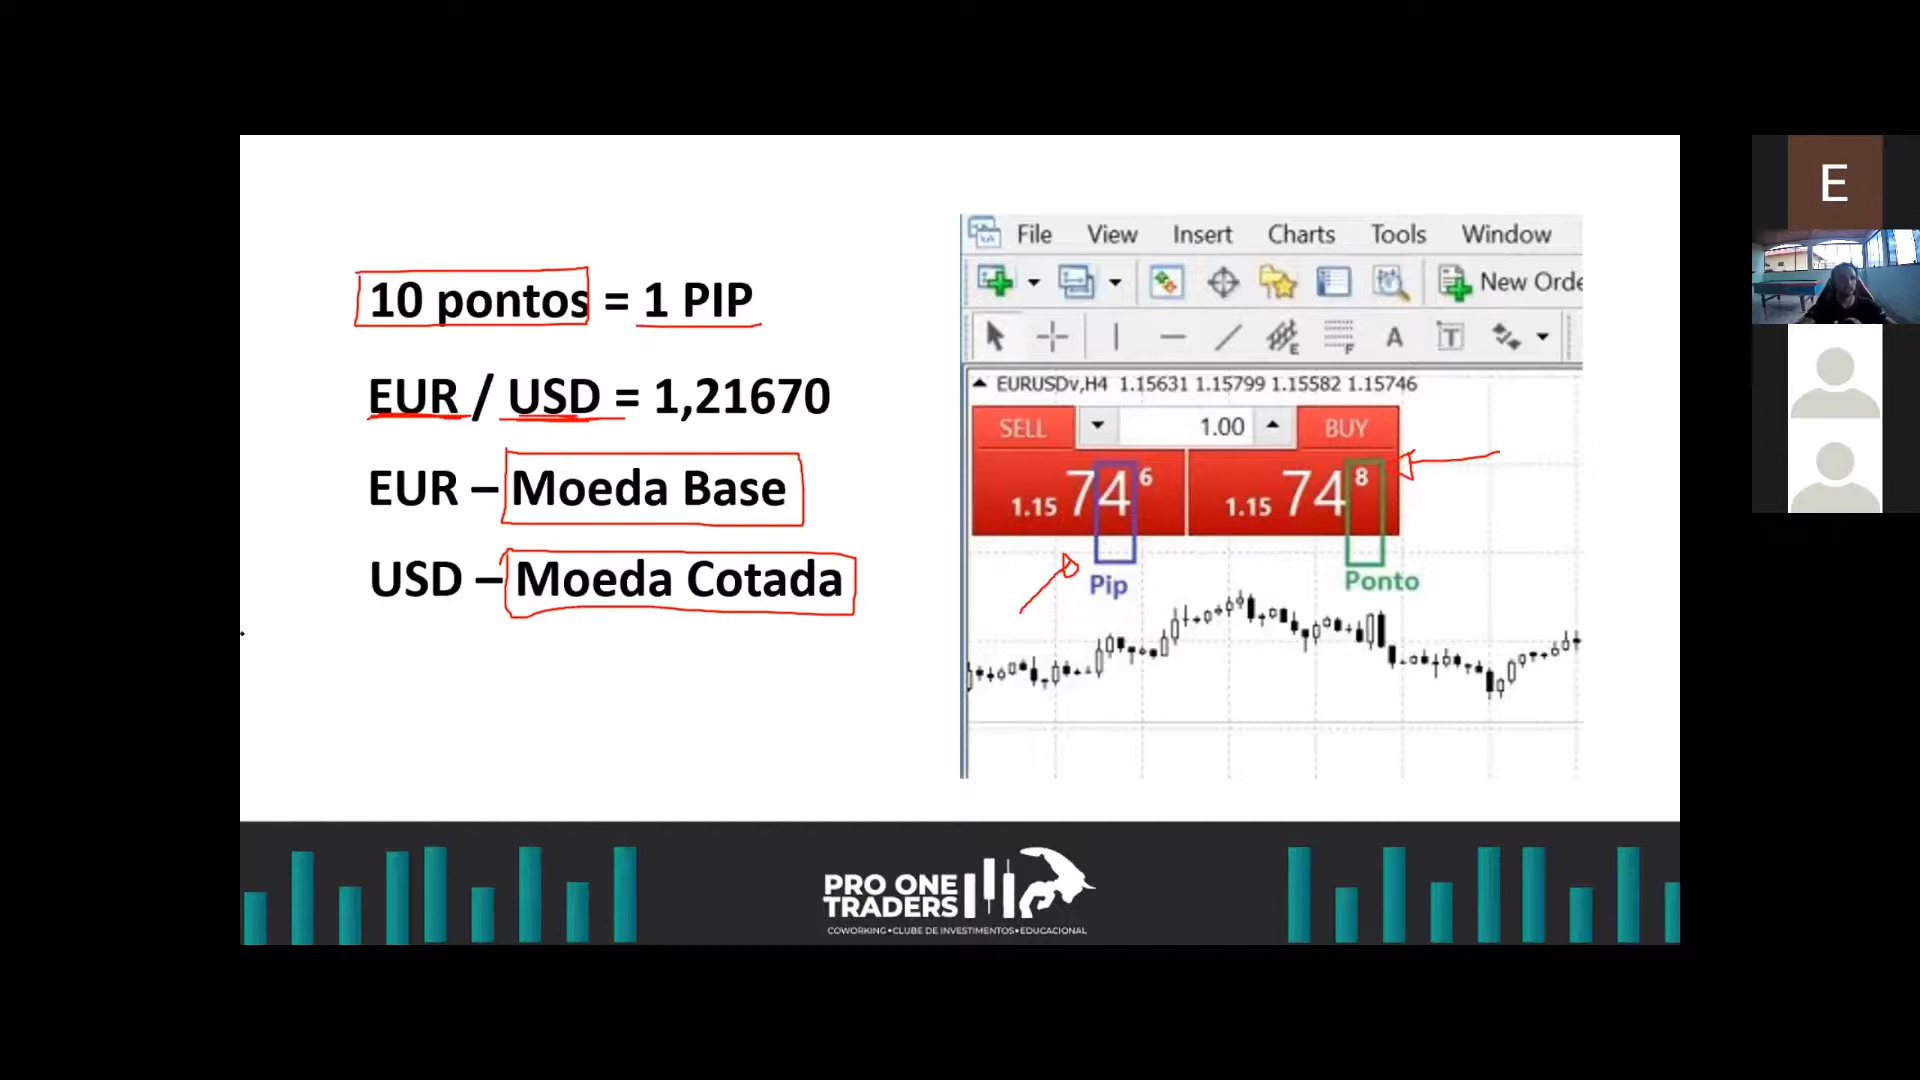 10 pontos = 1 PIP
EUR / USD = 1,21670
EUR – Moeda Base
USD – Moeda Cotada
File View Insert Charts Tools Window
New Orde
E F A T
EURUSDv,H4 1.15631 1.15799 1.15582 1.15746
SELL 1.00 BUY
1.15 74 6 1.15 74 8
Pip Ponto
PRO ONE
TRADERS
COWORKING•CLUBE DE INVESTIMENTOS•EDUCACIONAL
E